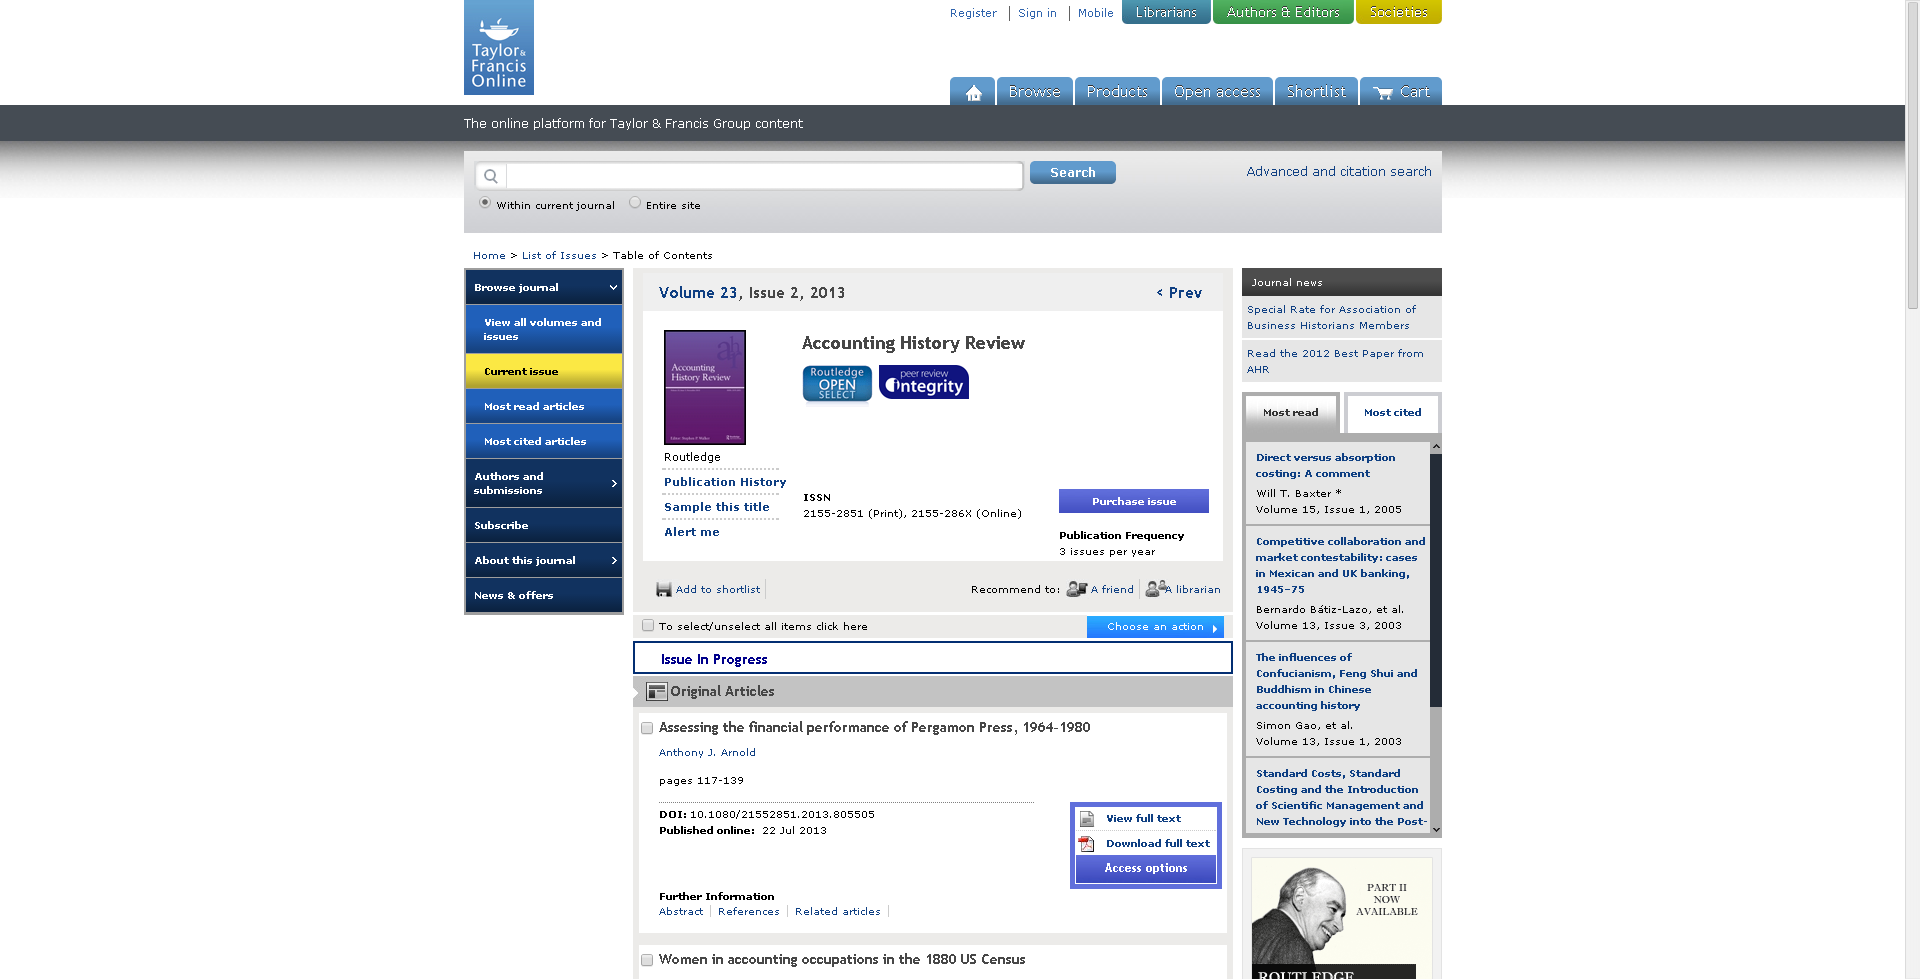 Taylor &
Francis
Online
Register
Sign in
Mobile
Librarians
Authors & Editors
Societies
Browse
Products
Open access
Shortlist
Cart
The online platform for Taylor & Francis Group content
Search
Advanced and citation search
Within current journal
Entire site
Home > List of Issues > Table of Contents
Browse journal
View all volumes and
issues
Current issue
Most read articles
Most cited articles
Authors and
submissions
Subscribe
About this journal
News & offers
Volume 23, Issue 2, 2013
< Prev
ah
Accounting
History Review
Routledge
Publication History
Sample this title
Alert me
Accounting History Review
Routledge
OPEN
SELECT
peer review
integrity
ISSN
2155-2851 (Print), 2155-286X (Online)
Purchase issue
Publication Frequency
3 issues per year
Add to shortlist
Recommend to:
A friend
A librarian
To select/unselect all items click here
Choose an action
Issue In Progress
Original Articles
Assessing the financial performance of Pergamon Press, 1964–1980
Anthony J. Arnold
pages 117-139
DOI: 10.1080/21552851.2013.805505
Published online: 22 Jul 2013
View full text
Download full text
Access options
Further Information
Abstract
References
Related articles
Women in accounting occupations in the 1880 US Census
Journal news
Special Rate for Association of
Business Historians Members
Read the 2012 Best Paper from
AHR
Most read
Most cited
Direct versus absorption
costing: A comment
Will T. Baxter *
Volume 15, Issue 1, 2005
Competitive collaboration and
market contestability: cases
in Mexican and UK banking,
1945–75
Bernardo Bátiz-Lazo, et al.
Volume 13, Issue 3, 2003
The influences of
Confucianism, Feng Shui and
Buddhism in Chinese
accounting history
Simon Gao, et al.
Volume 13, Issue 1, 2003
Standard Costs, Standard
Costing and the Introduction
of Scientific Management and
New Technology into the Post-
PART II
NOW
AVAILABLE
ROUTLEDGE